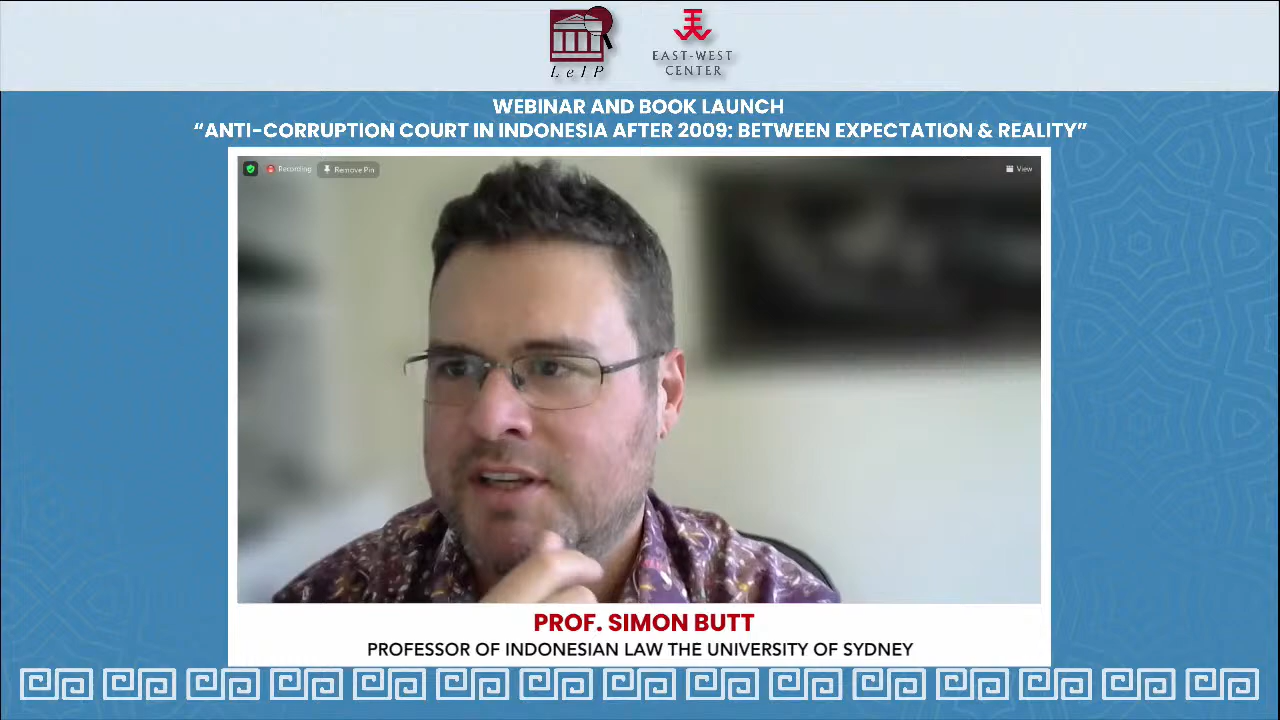 LeIP
EAST-WEST
CENTER
WEBINAR AND BOOK LAUNCH
“ANTI-CORRUPTION COURT IN INDONESIA AFTER 2009: BETWEEN EXPECTATION & REALITY”
Recording Remove Pin View
PROF. SIMON BUTT
PROFESSOR OF INDONESIAN LAW THE UNIVERSITY OF SYDNEY